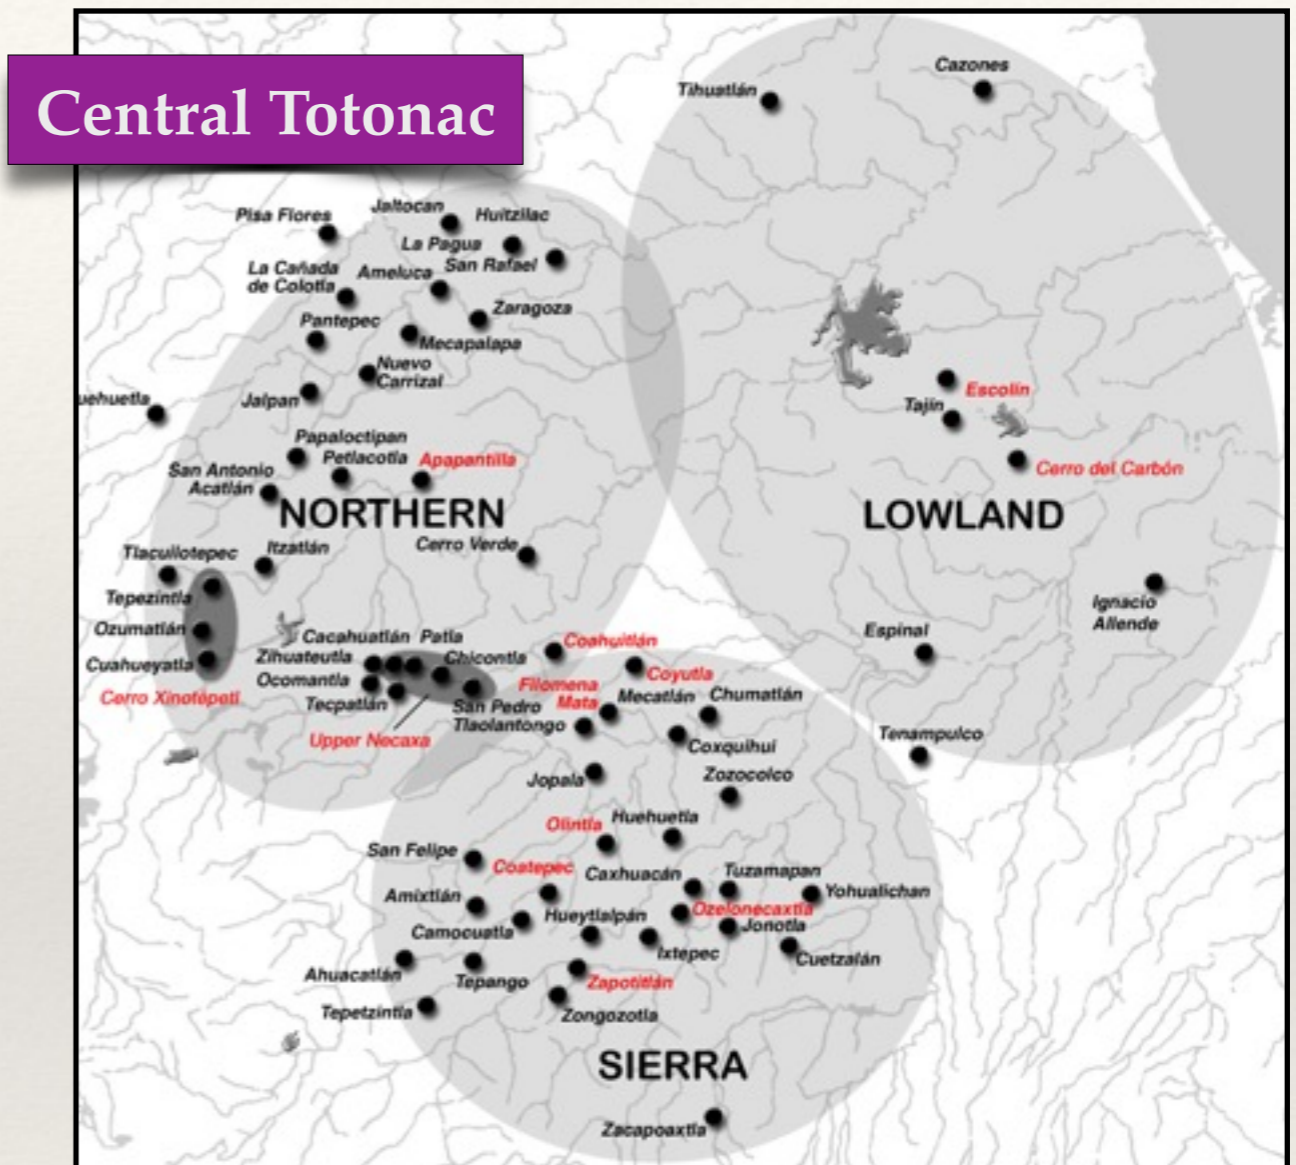 Central Totonac
Cazones
Tihuatlán
Pisa Flores
Jaltocan
Huitzilac
La Pagua
San Rafael
La Cañada
de Colotla
Ameluca
Zaragoza
Pantepec
Mecapalapa
Nuevo
Carrizal
uehuetla
Jalpan
Escolín
Tajín
Papaloctipan
Petlacotla
Apapantilla
San Antonio
Acatlán
Cerro del Carbón
NORTHERN
LOWLAND
Tlacuilotepec
Itzatlán
Cerro Verde
Tepezintla
Ignacio
Allende
Ozumatlán
Espinal
Cacahuatlán
Patla
Coahuitlán
Zihuateutla
Chicontla
Cuahueyatla
Coyutla
Ocomantla
Filomena
Mata
Mecatlán
Chumatlán
Cerro Xinotépetl
Tecpatlán
San Pedro
Tlaolantongo
Upper Necaxa
Coxquihui
Tenampulco
Jopala
Zozocolco
Olintla
Huehuetla
San Felipe
Coatepec
Caxhuacán
Tuzamapan
Amixtlán
Yohualichan
Ozelonecaxtla
Hueytlalpán
Camocuatla
Jonotla
Ixtepec
Cuetzalán
Ahuacatlán
Tepango
Zapotitlán
Tepetzintla
Zongozotla
SIERRA
Zacapoaxtla